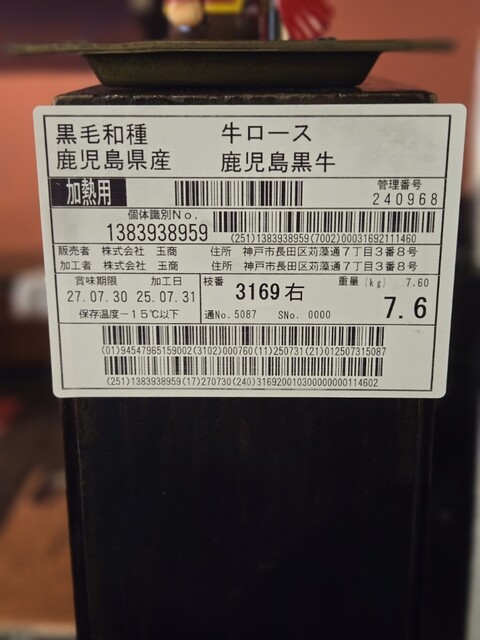 黒毛和種 牛ロース
鹿児島県産 鹿児島黒牛
加熱用
管理番号
240968
個体識別No.
1383938959
(251)1383938959(7002)000316921​11460
販売者 株式会社 玉商 住所 神戸市長田区苅藻通7丁目3番8号
加工者 株式会社 玉商 住所 神戸市長田区苅藻通7丁目3番8号
賞味期限 加工日
27.07.30 25.07.31
保存温度-15℃以下
枝番 3169右
通No.5087 SNo. 0000
重量 [kg] 7.60
7.6
(01)94547965159002(3102)000760(11)250731(21)012507315087
(251)1383938959(17)270730(240)316920010300000000114602